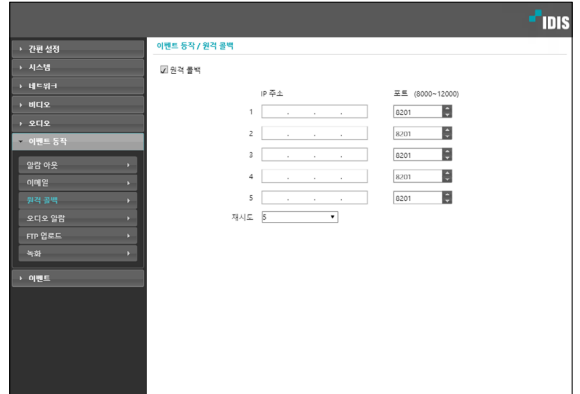 IDIS
간편 설정
시스템
네트워크
비디오
오디오
이벤트 동작
알람 아웃
이메일
원격 콜백
오디오 알람
FTP 업로드
녹화
이벤트
이벤트 동작 / 원격 콜백
원격 콜백
IP 주소 포트 (8000~12000)
1 . . . 8201
2 . . . 8201
3 . . . 8201
4 . . . 8201
5 . . . 8201
재시도 5